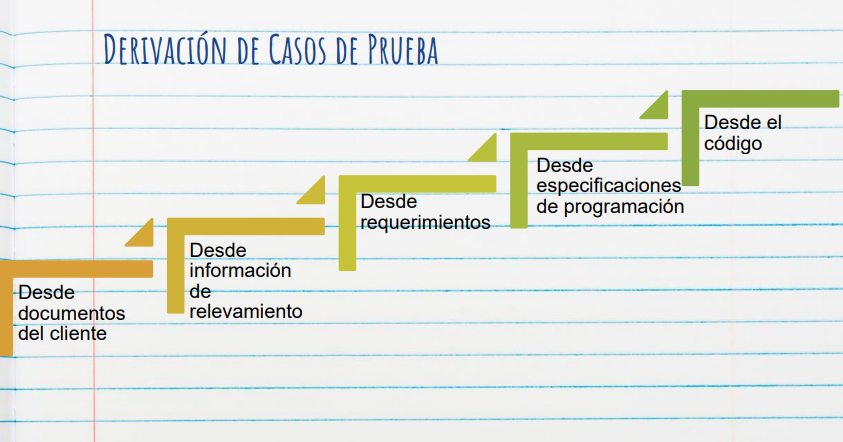 Derivación de Casos de Prueba
Desde
documentos
del cliente
Desde
información
de
relevamiento
Desde
requerimientos
Desde
especificaciones
de programación
Desde el
código